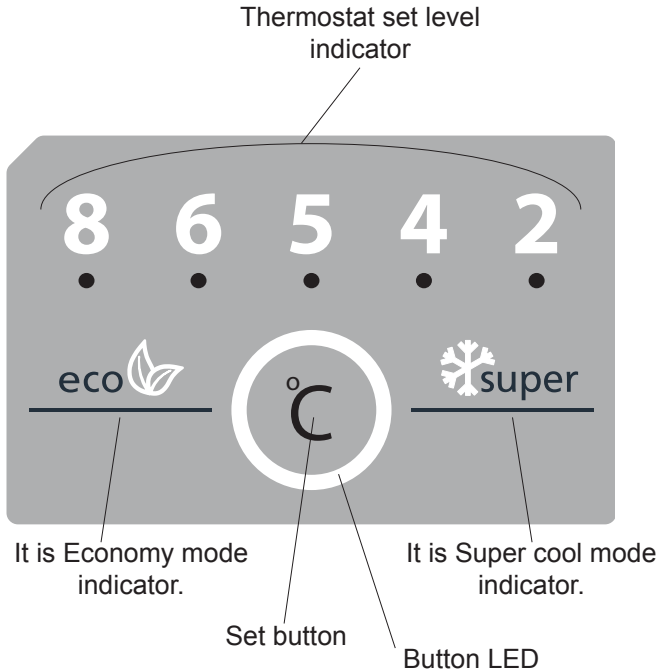 Thermostat set level
indicator
8 6 5 4 2
eco
super
°C
It is Economy mode
indicator.
It is Super cool mode
indicator.
Set button
Button LED